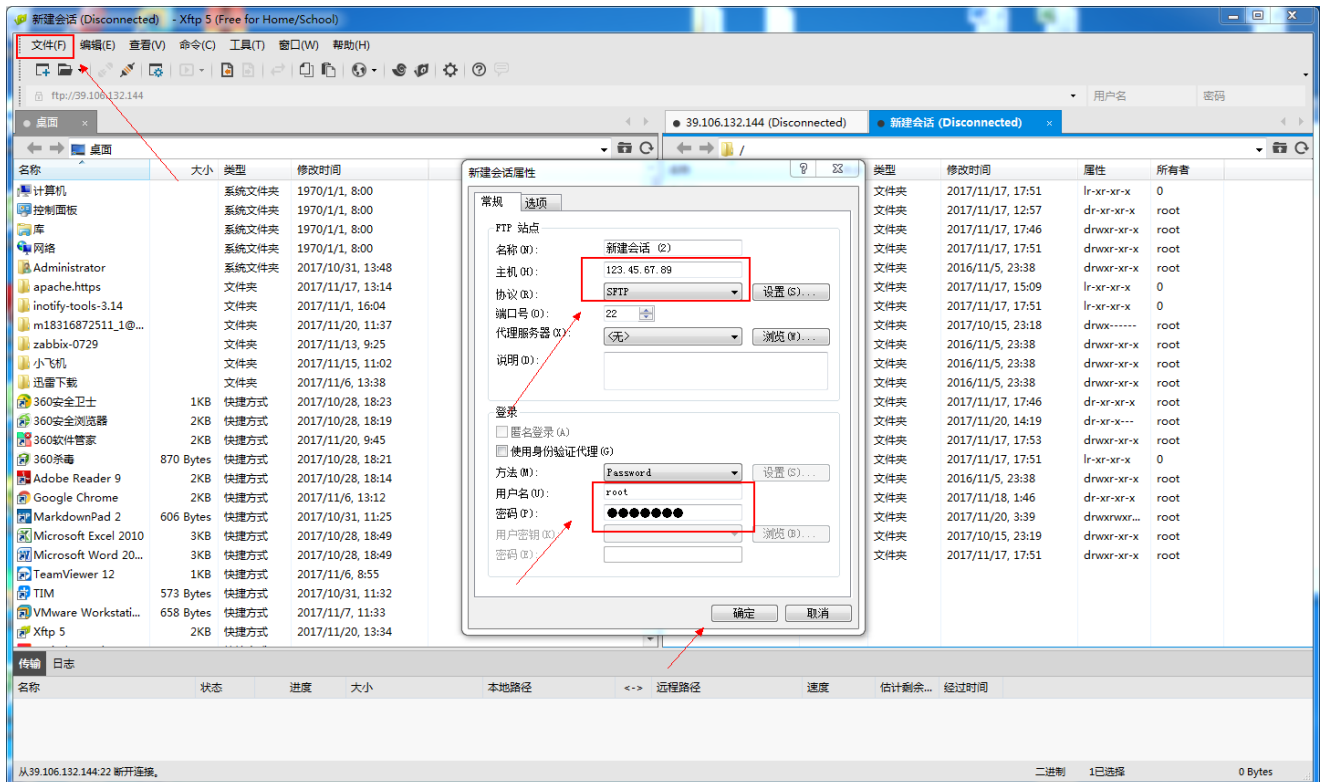 新建会话 (Disconnected) - Xftp 5 (Free for Home/School)
文件(F) 编辑(E) 查看(V) 命令(C) 工具(T) 窗口(W) 帮助(H)
ftp://39.106.132.144 用户名 密码
桌面 39.106.132.144 (Disconnected) 新建会话 (Disconnected)
桌面 /
名称 大小 类型 修改时间 类型 修改时间 属性 所有者
计算机 系统文件夹 1970/1/1, 8:00 文件夹 2017/11/17, 17:51 lr-xr-xr-x 0
控制面板 系统文件夹 1970/1/1, 8:00 文件夹 2017/11/17, 12:57 dr-xr-xr-x root
库 系统文件夹 1970/1/1, 8:00 文件夹 2017/11/17, 17:46 drwxr-xr-x root
网络 系统文件夹 1970/1/1, 8:00 文件夹 2017/11/17, 17:51 drwxr-xr-x root
Administrator 系统文件夹 2017/10/31, 13:48 文件夹 2016/11/5, 23:38 drwxr-xr-x root
apache.https 文件夹 2017/11/17, 13:14 文件夹 2017/11/17, 15:09 lr-xr-xr-x 0
inotify-tools-3.14 文件夹 2017/11/1, 16:04 文件夹 2017/11/17, 17:51 lr-xr-xr-x 0
m18316872511_1@... 文件夹 2017/11/20, 11:37 文件夹 2017/10/15, 23:18 drwx------ root
zabbix-0729 文件夹 2017/11/13, 9:25 文件夹 2016/11/5, 23:38 drwxr-xr-x root
小飞机 文件夹 2017/11/15, 11:02 文件夹 2016/11/5, 23:38 drwxr-xr-x root
迅雷下载 文件夹 2017/11/6, 13:38 文件夹 2016/11/5, 23:38 drwxr-xr-x root
360安全卫士 1KB 快捷方式 2017/10/28, 18:23 文件夹 2017/11/17, 17:46 dr-xr-xr-x root
360安全浏览器 2KB 快捷方式 2017/10/28, 18:19 文件夹 2017/11/20, 14:19 dr-xr-x--- root
360软件管家 2KB 快捷方式 2017/11/20, 9:45 文件夹 2017/11/17, 17:53 drwxr-xr-x root
360杀毒 870 Bytes 快捷方式 2017/10/28, 18:21 文件夹 2017/11/17, 17:51 lr-xr-xr-x 0
Adobe Reader 9 2KB 快捷方式 2017/10/28, 18:14 文件夹 2016/11/5, 23:38 drwxr-xr-x root
Google Chrome 2KB 快捷方式 2017/11/6, 13:12 文件夹 2017/11/18, 1:46 dr-xr-xr-x root
MarkdownPad 2 606 Bytes 快捷方式 2017/10/31, 11:25 文件夹 2017/11/20, 3:39 drwxrwxr... root
Microsoft Excel 2010 3KB 快捷方式 2017/10/28, 18:49 文件夹 2017/10/15, 23:19 drwxr-xr-x root
Microsoft Word 20... 3KB 快捷方式 2017/10/28, 18:49 文件夹 2017/11/17, 17:51 drwxr-xr-x root
TeamViewer 12 1KB 快捷方式 2017/11/6, 8:55
TIM 573 Bytes 快捷方式 2017/10/31, 11:32
VMware Workstati... 658 Bytes 快捷方式 2017/11/7, 11:33
Xftp 5 2KB 快捷方式 2017/11/20, 13:34
新建会话属性
常规 选项
FTP 站点
名称(N): 新建会话 (2)
主机(H): 123.45.67.89
协议(R): SFTP 设置(S)...
端口号(O): 22
代理服务器(X): <无> 浏览(W)...
说明(D):
登录
匿名登录(A)
使用身份验证代理(G)
方法(M): Password 设置(S)...
用户名(U): root
密码(P): ●●●●●●●
用户密钥(K): 浏览(B)...
密码(E):
确定 取消
传输 日志
名称 状态 进度 大小 本地路径 <-> 远程路径 速度 估计剩余... 经过时间
从39.106.132.144:22 断开连接。 二进制 1已选择 0 Bytes